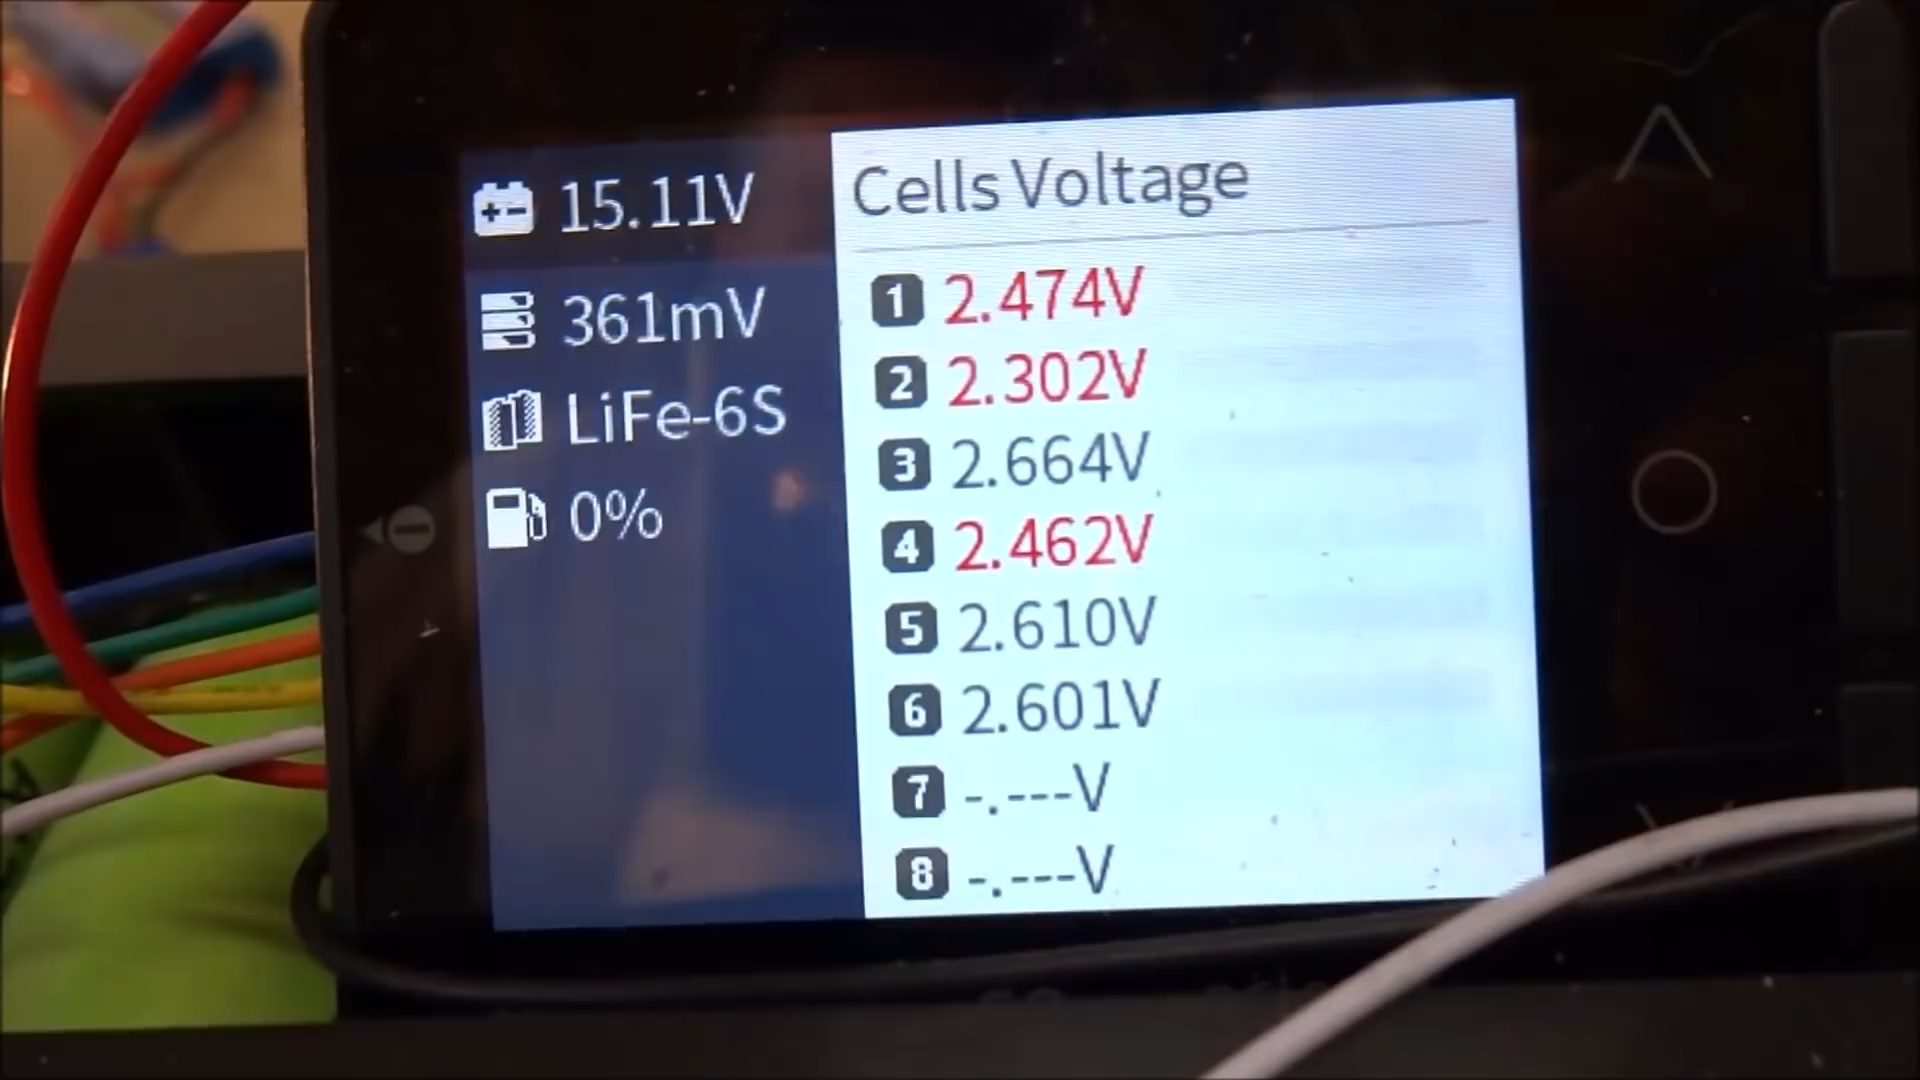 15.11V
361mV
LiFe-6S
0%
Cells Voltage
1 2.474V
2 2.302V
3 2.664V
4 2.462V
5 2.610V
6 2.601V
7 -.---V
8 -.---V